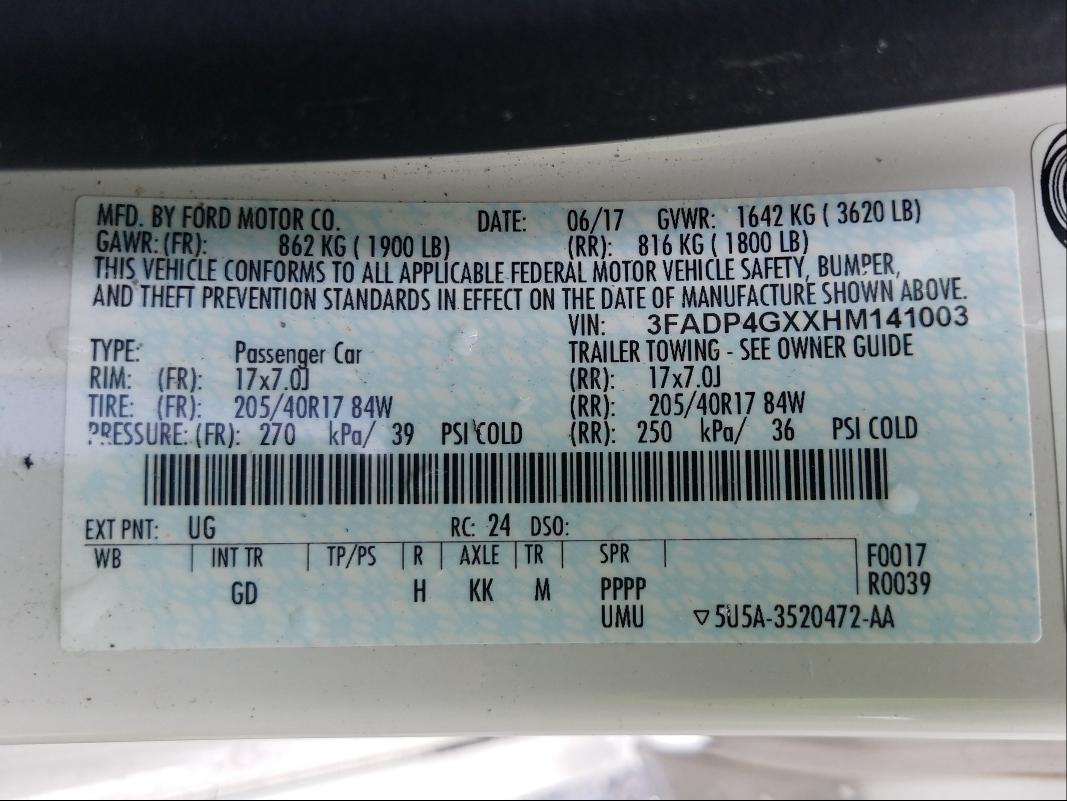 MFD. BY FORD MOTOR CO. DATE: 06/17 GVWR: 1642 KG ( 3620 LB)
GAWR: (FR): 862 KG ( 1900 LB) (RR): 816 KG ( 1800 LB)
THIS VEHICLE CONFORMS TO ALL APPLICABLE FEDERAL MOTOR VEHICLE SAFETY, BUMPER,
AND THEFT PREVENTION STANDARDS IN EFFECT ON THE DATE OF MANUFACTURE SHOWN ABOVE.
VIN: 3FADP4GXXHM141003
TYPE: Passenger Car TRAILER TOWING - SEE OWNER GUIDE
RIM: (FR): 17x7.0J (RR): 17x7.0J
TIRE: (FR): 205/40R17 84W (RR): 205/40R17 84W
PRESSURE: (FR): 270 kPa/ 39 PSI COLD (RR): 250 kPa/ 36 PSI COLD
EXT PNT: UG RC: 24 DSO:
WB INT TR TP/PS R AXLE TR SPR F0017
GD H KK M PPPP R0039
UMU ▽5U5A-3520472-AA